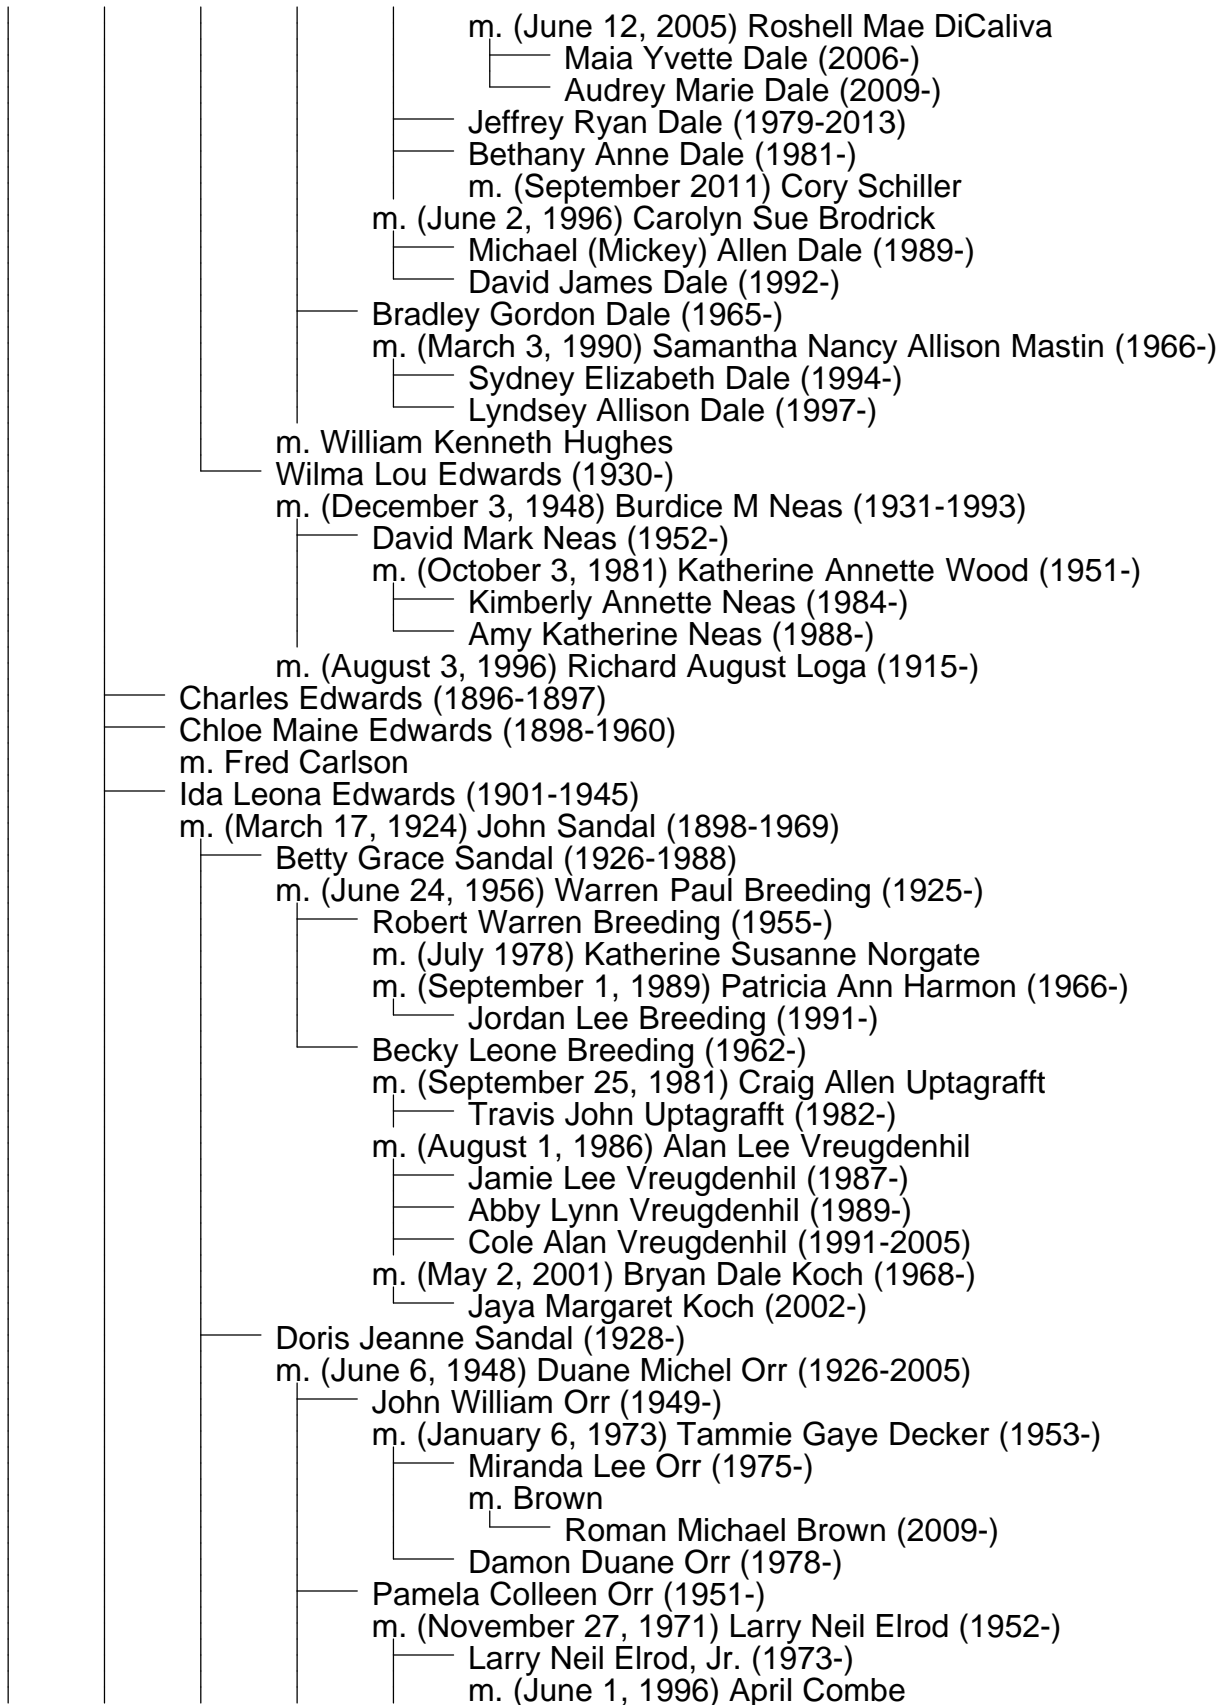 m. (June 12, 2005) Roshell Mae DiCaliva
Maia Yvette Dale (2006-)
Audrey Marie Dale (2009-)
Jeffrey Ryan Dale (1979-2013)
Bethany Anne Dale (1981-)
m. (September 2011) Cory Schiller
m. (June 2, 1996) Carolyn Sue Brodrick
Michael (Mickey) Allen Dale (1989-)
David James Dale (1992-)
Bradley Gordon Dale (1965-)
m. (March 3, 1990) Samantha Nancy Allison Mastin (1966-)
Sydney Elizabeth Dale (1994-)
Lyndsey Allison Dale (1997-)
m. William Kenneth Hughes
Wilma Lou Edwards (1930-)
m. (December 3, 1948) Burdice M Neas (1931-1993)
David Mark Neas (1952-)
m. (October 3, 1981) Katherine Annette Wood (1951-)
Kimberly Annette Neas (1984-)
Amy Katherine Neas (1988-)
m. (August 3, 1996) Richard August Loga (1915-)
Charles Edwards (1896-1897)
Chloe Maine Edwards (1898-1960)
m. Fred Carlson
Ida Leona Edwards (1901-1945)
m. (March 17, 1924) John Sandal (1898-1969)
Betty Grace Sandal (1926-1988)
m. (June 24, 1956) Warren Paul Breeding (1925-)
Robert Warren Breeding (1955-)
m. (July 1978) Katherine Susanne Norgate
m. (September 1, 1989) Patricia Ann Harmon (1966-)
Jordan Lee Breeding (1991-)
Becky Leone Breeding (1962-)
m. (September 25, 1981) Craig Allen Uptagrafft
Travis John Uptagrafft (1982-)
m. (August 1, 1986) Alan Lee Vreugdenhil
Jamie Lee Vreugdenhil (1987-)
Abby Lynn Vreugdenhil (1989-)
Cole Alan Vreugdenhil (1991-2005)
m. (May 2, 2001) Bryan Dale Koch (1968-)
Jaya Margaret Koch (2002-)
Doris Jeanne Sandal (1928-)
m. (June 6, 1948) Duane Michel Orr (1926-2005)
John William Orr (1949-)
m. (January 6, 1973) Tammie Gaye Decker (1953-)
Miranda Lee Orr (1975-)
m. Brown
Roman Michael Brown (2009-)
Damon Duane Orr (1978-)
Pamela Colleen Orr (1951-)
m. (November 27, 1971) Larry Neil Elrod (1952-)
Larry Neil Elrod, Jr. (1973-)
m. (June 1, 1996) April Combe